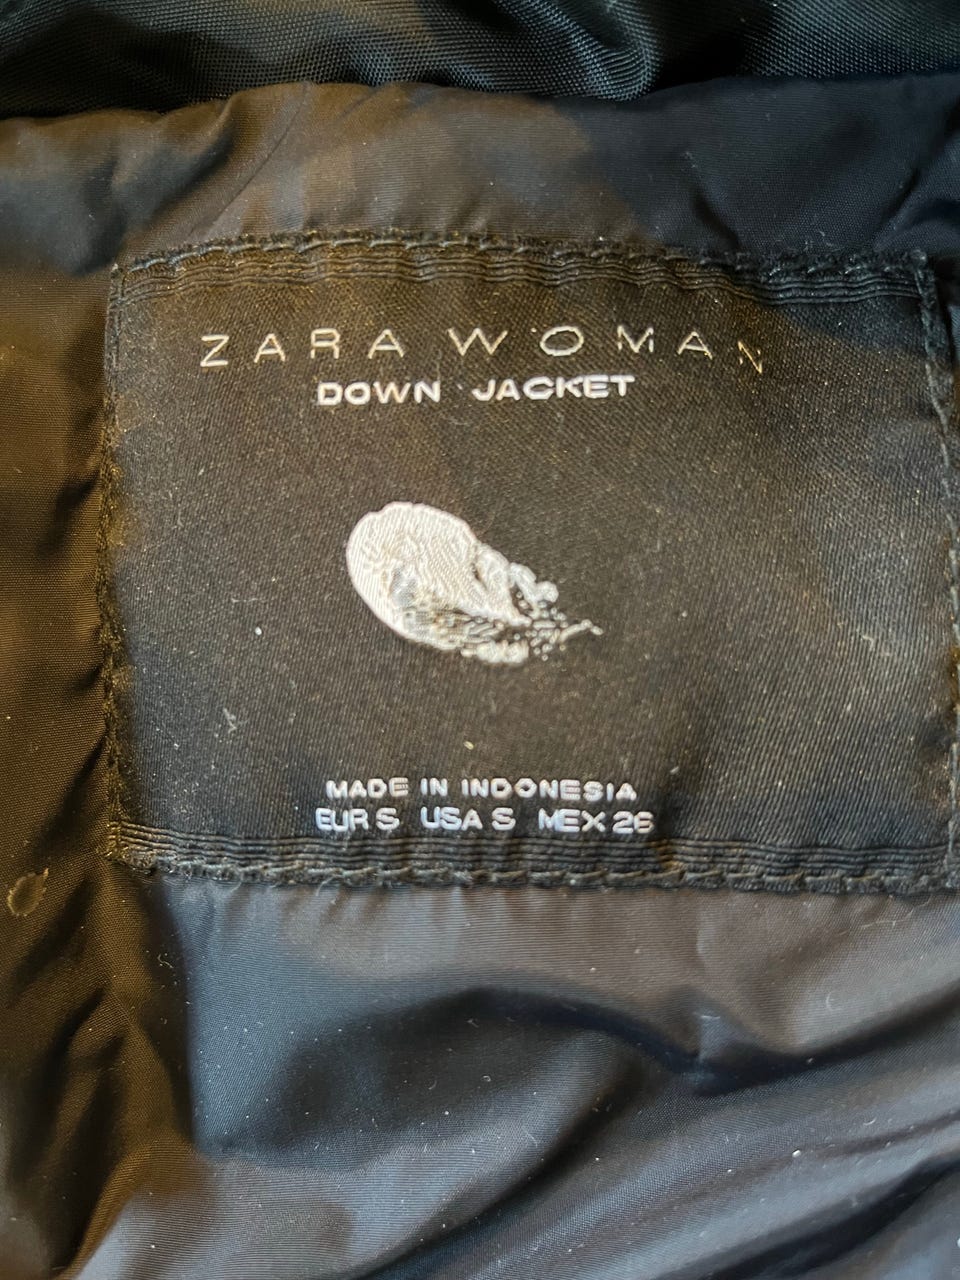 ZARA WOMAN
DOWN JACKET
MADE IN INDONESIA
EUR S USA S MEX 26